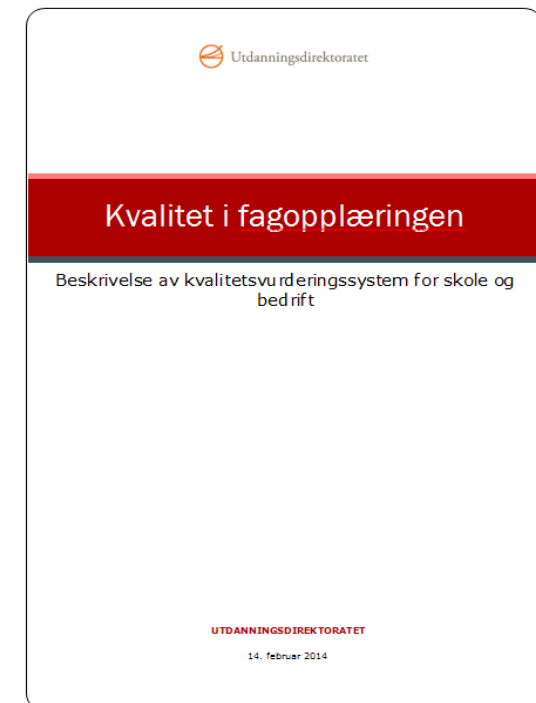 Utdanningsdirektoratet
Kvalitet i fagopplæringen
Beskrivelse av kvalitetsvurderingssystem for skole og
bedrift
UTDANNINGSDIREKTORATET
14. februar 2014